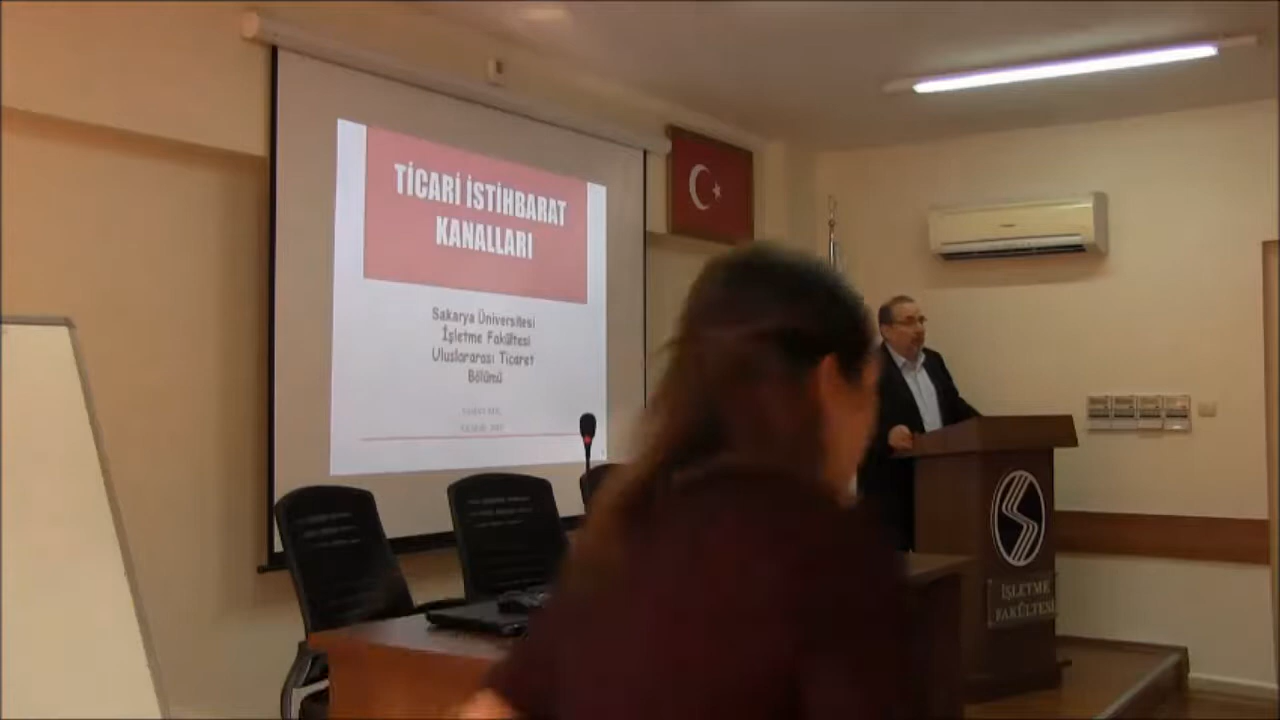 TİCARİ İSTİHBARAT
KANALLARI
Sakarya Üniversitesi
İşletme Fakültesi
Uluslararası Ticaret
Bölümü
İŞLETME
FAKÜLTESİ